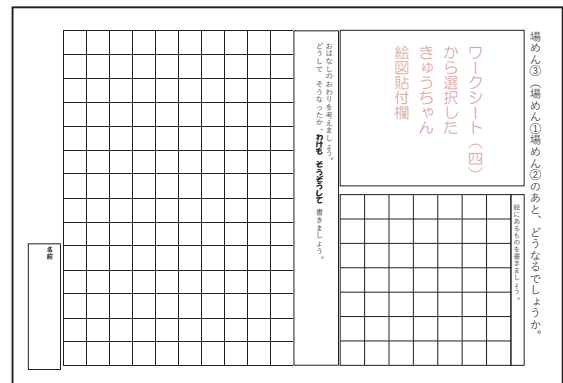 場めん③（場めん①場めん②のあと、どうなるでしょうか。
ワークシート（四）
から選択した
きゅうちゃん
絵図貼付欄
絵にあるものを書きましょう。
おはなしのおわりを考えましょう。
どうして そうなったか、わけも そうぞうして 書きましょう。
名前